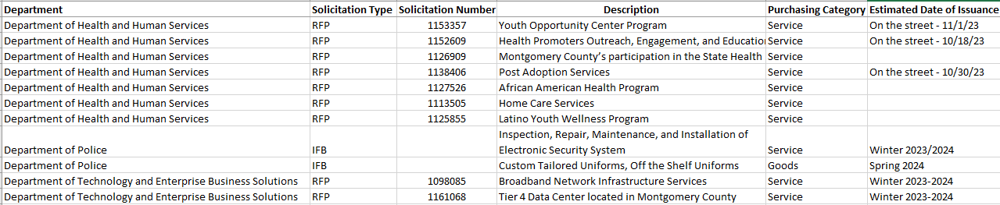 Department Solicitation Type Solicitation Number Description Purchasing Category Estimated Date of Issuance
Department of Health and Human Services RFP 1153357 Youth Opportunity Center Program Service On the street - 11/1/23
Department of Health and Human Services RFP 1152609 Health Promoters Outreach, Engagement, and Educatio Service On the street - 10/18/23
Department of Health and Human Services RFP 1126909 Montgomery County’s participation in the State Health Service
Department of Health and Human Services RFP 1138406 Post Adoption Services Service On the street - 10/30/23
Department of Health and Human Services RFP 1127526 African American Health Program Service
Department of Health and Human Services RFP 1113505 Home Care Services Service
Department of Health and Human Services RFP 1125855 Latino Youth Wellness Program Service
Inspection, Repair, Maintenance, and Installation of
Department of Police IFB Electronic Security System Service Winter 2023/2024
Department of Police IFB Custom Tailored Uniforms, Off the Shelf Uniforms Goods Spring 2024
Department of Technology and Enterprise Business Solutions RFP 1098085 Broadband Network Infrastructure Services Service Winter 2023-2024
Department of Technology and Enterprise Business Solutions RFP 1161068 Tier 4 Data Center located in Montgomery County Service Winter 2023-2024